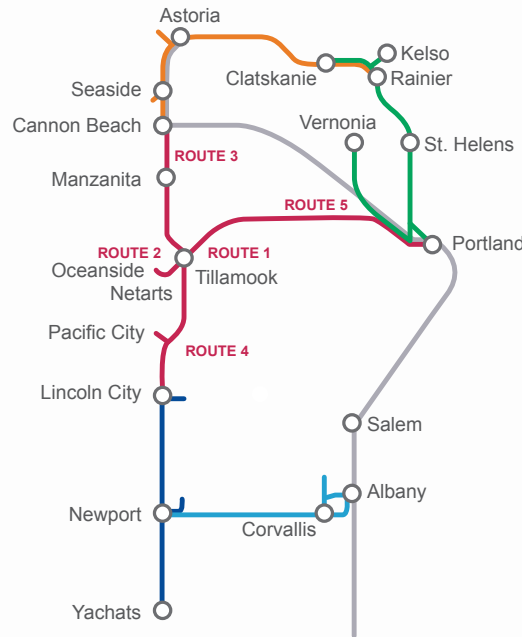 Astoria
Kelso
Clatskanie
Rainier
Seaside
Cannon Beach
Vernonia
St. Helens
ROUTE 3
Manzanita
ROUTE 5
Portland
ROUTE 2
ROUTE 1
Oceanside
Netarts
Tillamook
Pacific City
ROUTE 4
Lincoln City
Salem
Albany
Newport
Corvallis
Yachats